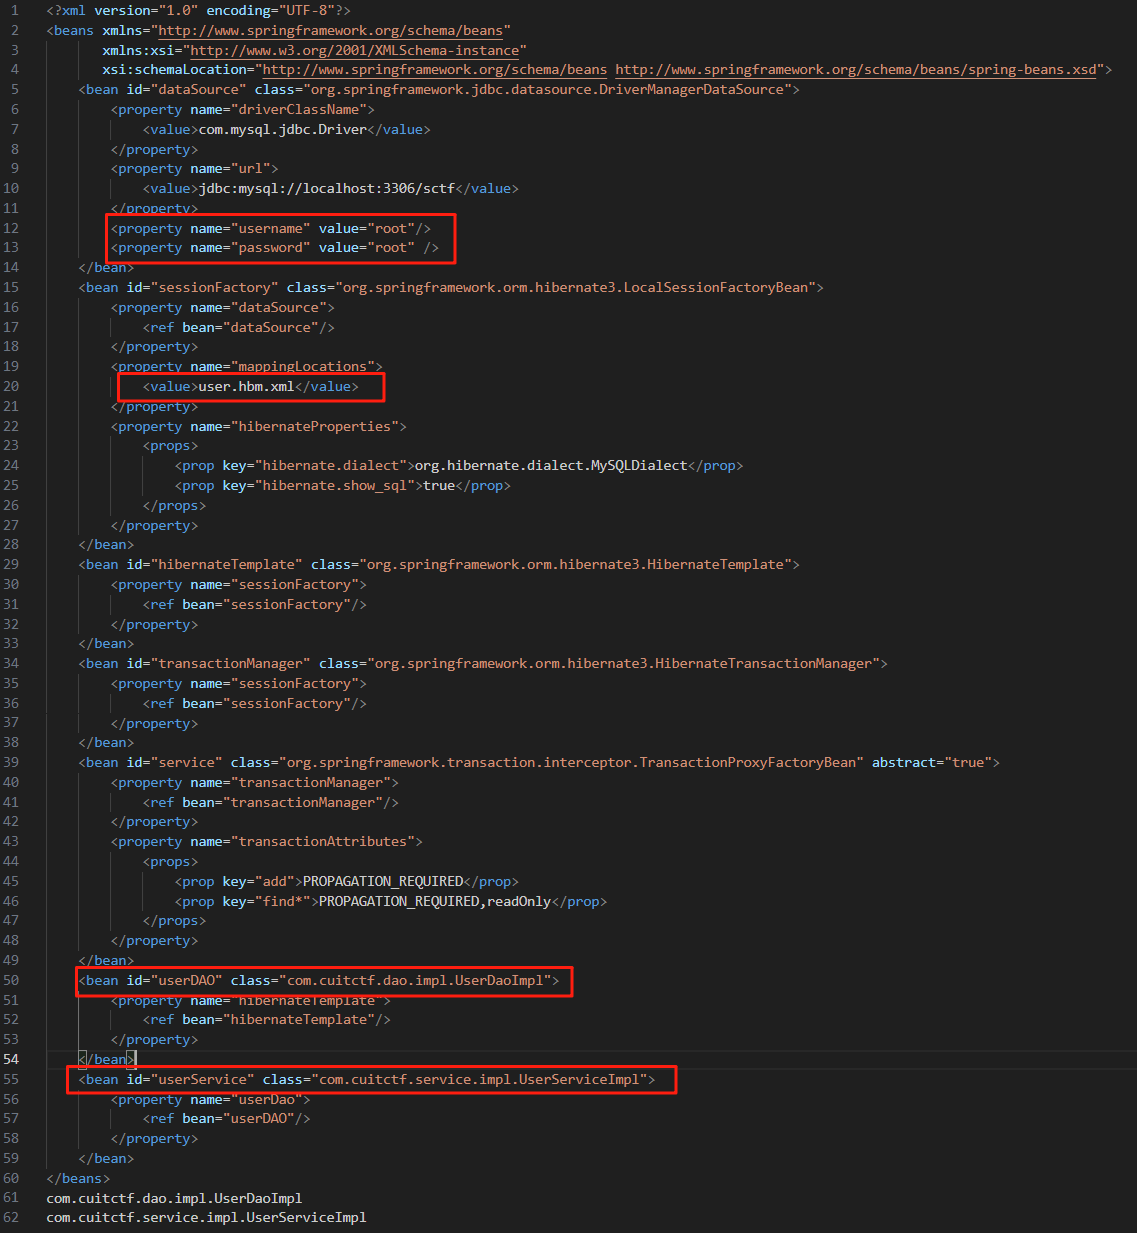 1 <?xml version="1.0" encoding="UTF-8"?>
2 <beans xmlns="http://www.springframework.org/schema/beans"
3 xmlns:xsi="http://www.w3.org/2001/XMLSchema-instance"
4 xsi:schemaLocation="http://www.springframework.org/schema/beans http://www.springframework.org/schema/beans/spring-beans.xsd">
5 <bean id="dataSource" class="org.springframework.jdbc.datasource.DriverManagerDataSource">
6 <property name="driverClassName">
7 <value>com.mysql.jdbc.Driver</value>
8 </property>
9 <property name="url">
10 <value>jdbc:mysql://localhost:3306/sctf</value>
11 </property>
12 <property name="username" value="root"/>
13 <property name="password" value="root" />
14 </bean>
15 <bean id="sessionFactory" class="org.springframework.orm.hibernate3.LocalSessionFactoryBean">
16 <property name="dataSource">
17 <ref bean="dataSource"/>
18 </property>
19 <property name="mappingLocations">
20 <value>user.hbm.xml</value>
21 </property>
22 <property name="hibernateProperties">
23 <props>
24 <prop key="hibernate.dialect">org.hibernate.dialect.MySQLDialect</prop>
25 <prop key="hibernate.show_sql">true</prop>
26 </props>
27 </property>
28 </bean>
29 <bean id="hibernateTemplate" class="org.springframework.orm.hibernate3.HibernateTemplate">
30 <property name="sessionFactory">
31 <ref bean="sessionFactory"/>
32 </property>
33 </bean>
34 <bean id="transactionManager" class="org.springframework.orm.hibernate3.HibernateTransactionManager">
35 <property name="sessionFactory">
36 <ref bean="sessionFactory"/>
37 </property>
38 </bean>
39 <bean id="service" class="org.springframework.transaction.interceptor.TransactionProxyFactoryBean" abstract="true">
40 <property name="transactionManager">
41 <ref bean="transactionManager"/>
42 </property>
43 <property name="transactionAttributes">
44 <props>
45 <prop key="add">PROPAGATION_REQUIRED</prop>
46 <prop key="find*">PROPAGATION_REQUIRED,readOnly</prop>
47 </props>
48 </property>
49 </bean>
50 <bean id="userDAO" class="com.cuitctf.dao.impl.UserDaoImpl">
51 <property name="hibernateTemplate">
52 <ref bean="hibernateTemplate"/>
53 </property>
54 </bean>
55 <bean id="userService" class="com.cuitctf.service.impl.UserServiceImpl">
56 <property name="userDao">
57 <ref bean="userDAO"/>
58 </property>
59 </bean>
60 </beans>
61 com.cuitctf.dao.impl.UserDaoImpl
62 com.cuitctf.service.impl.UserServiceImpl